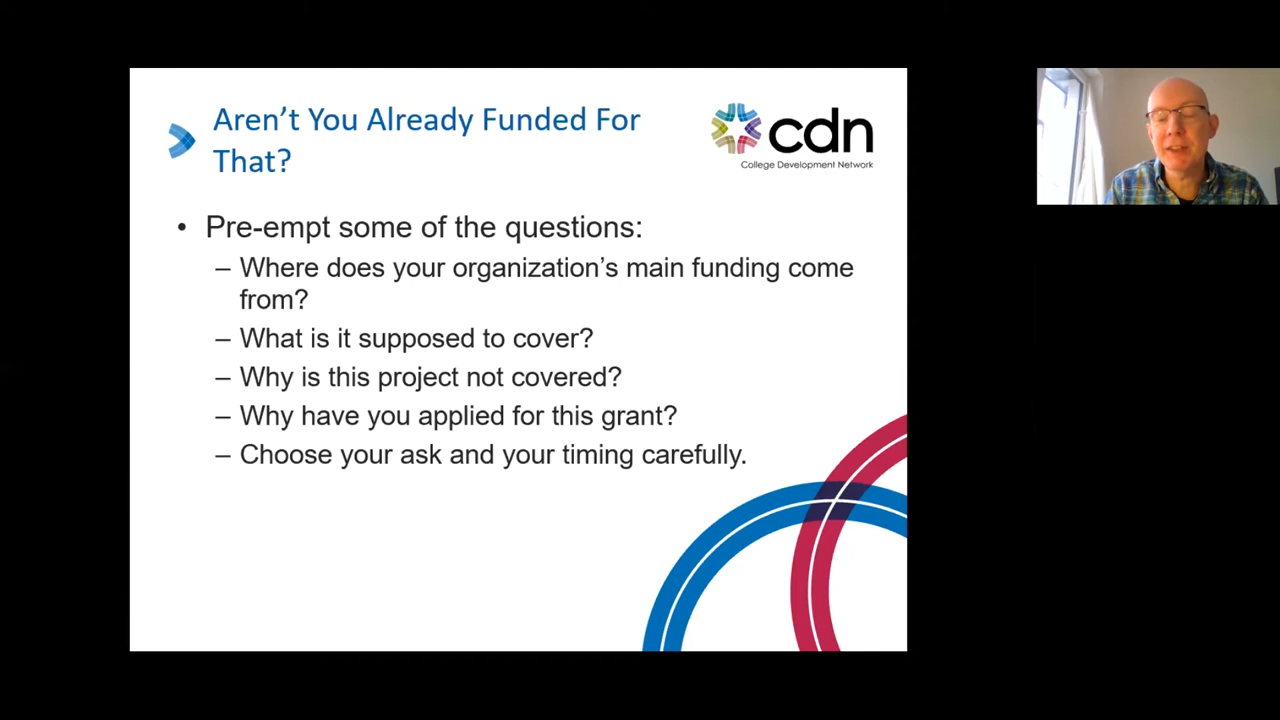 Aren’t You Already Funded For
That?
cdn
College Development Network
• Pre-empt some of the questions:
– Where does your organization’s main funding come
from?
– What is it supposed to cover?
– Why is this project not covered?
– Why have you applied for this grant?
– Choose your ask and your timing carefully.